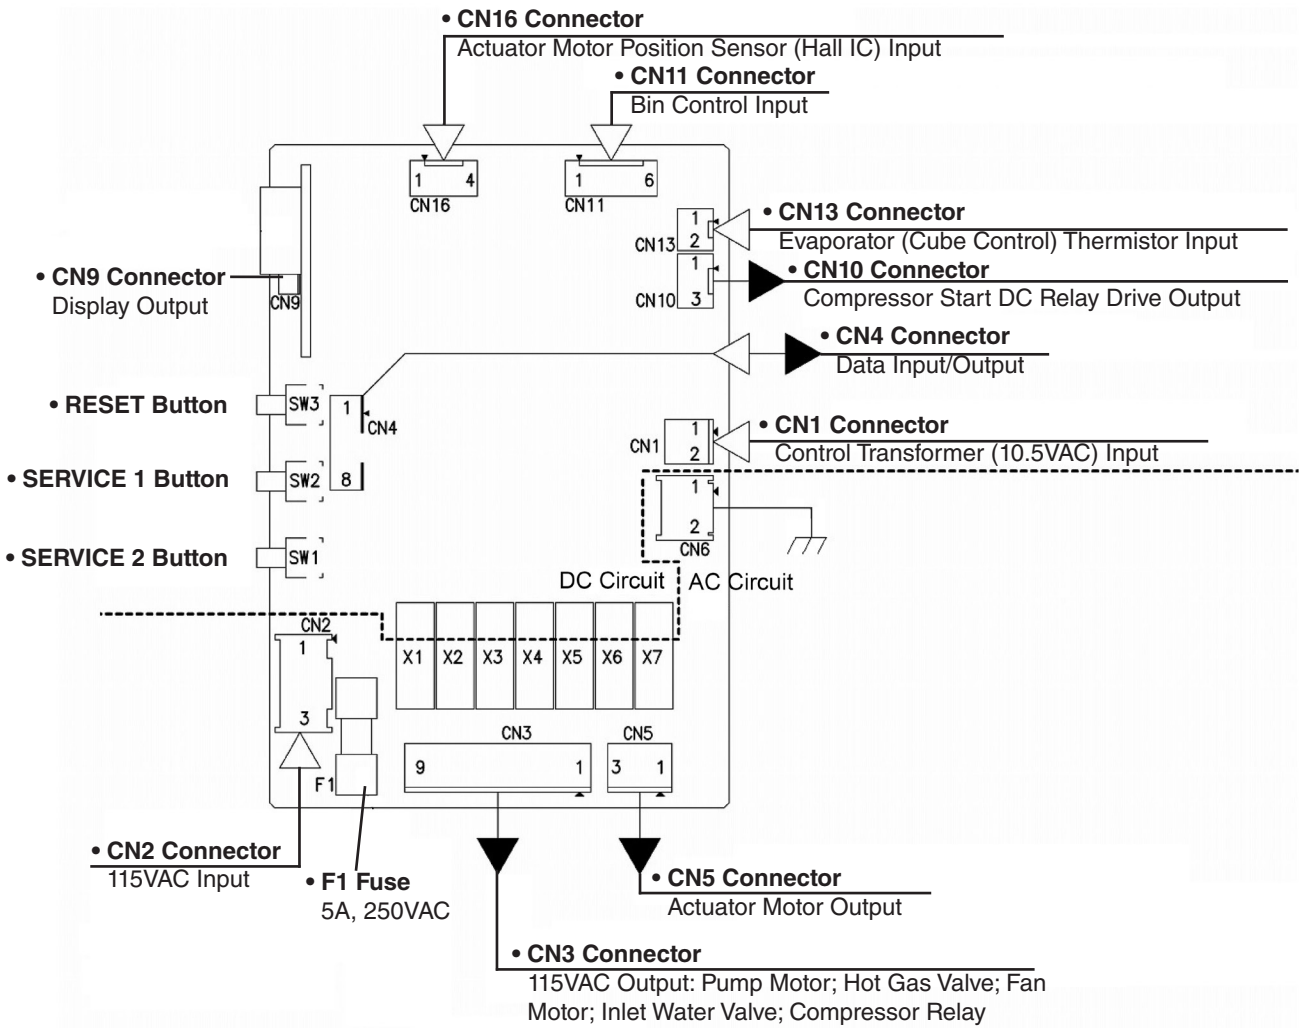 • CN16 Connector
Actuator Motor Position Sensor (Hall IC) Input
• CN11 Connector
Bin Control Input
1 4
CN16
1 6
CN11
• CN13 Connector
Evaporator (Cube Control) Thermistor Input
1
2
CN13
• CN10 Connector
Compressor Start DC Relay Drive Output
1
3
CN10
• CN9 Connector
Display Output
CN9
• CN4 Connector
Data Input/Output
• RESET Button
SW3
1
CN4
8
• CN1 Connector
Control Transformer (10.5VAC) Input
CN1
1
2
• SERVICE 1 Button
SW2
1
2
CN6
• SERVICE 2 Button
SW1
DC Circuit
AC Circuit
CN2
1
3
X1 X2 X3 X4 X5 X6 X7
CN3
9 1
CN5
3 1
F1
• CN2 Connector
115VAC Input
• F1 Fuse
5A, 250VAC
• CN5 Connector
Actuator Motor Output
• CN3 Connector
115VAC Output: Pump Motor; Hot Gas Valve; Fan
Motor; Inlet Water Valve; Compressor Relay